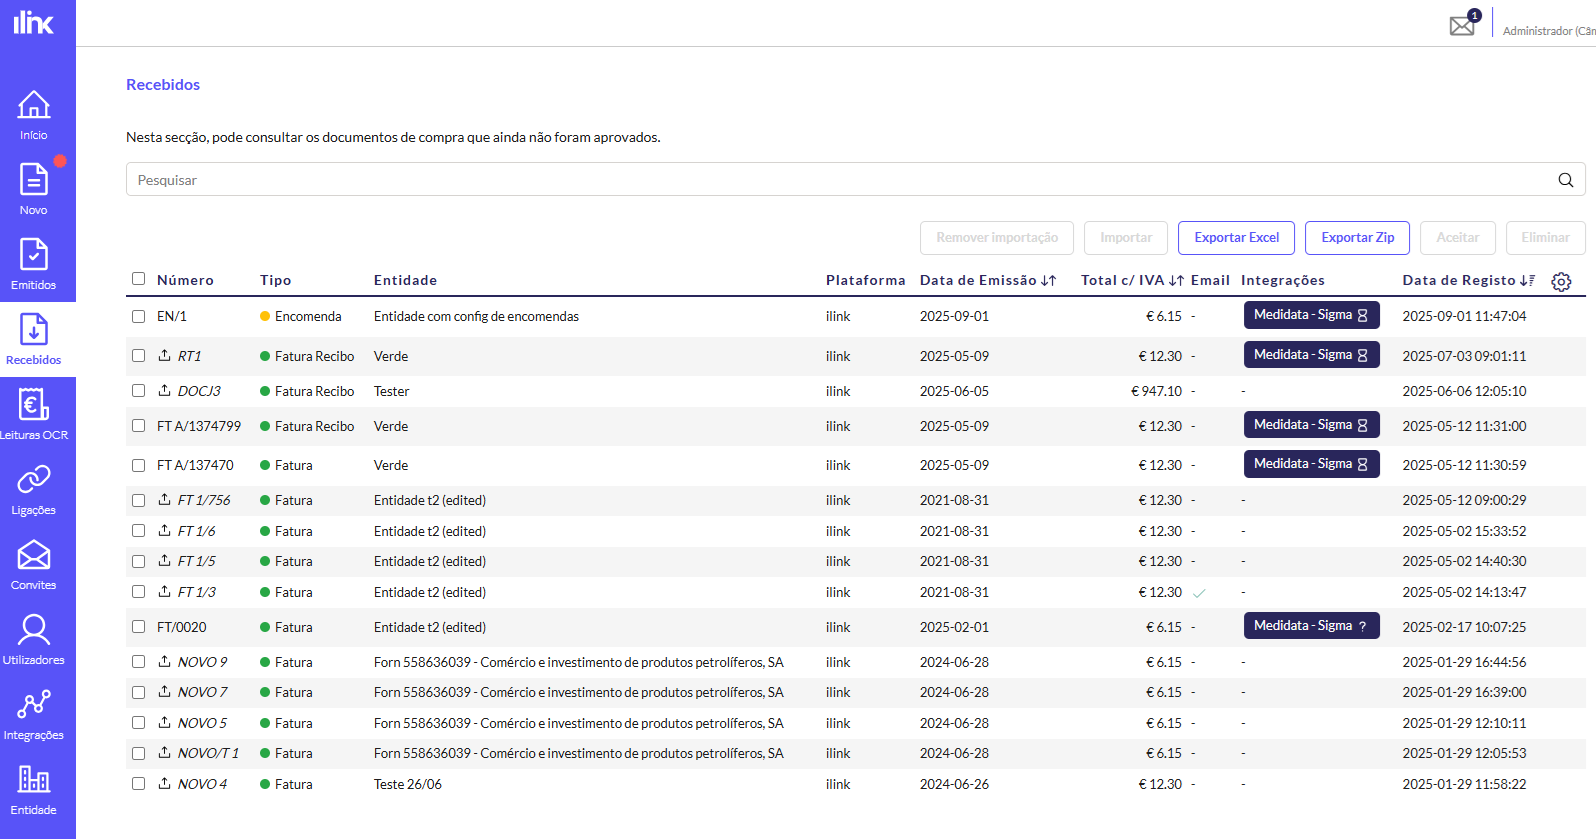 ilink
1
Administrador (Câm
Início
Novo
Emitidos
Recebidos
Leituras OCR
Ligações
Convites
Utilizadores
Integrações
Entidade
Recebidos
Nesta secção, pode consultar os documentos de compra que ainda não foram aprovados.
Pesquisar
Remover importação Importar Exportar Excel Exportar Zip Aceitar Eliminar
Número Tipo Entidade Plataforma Data de Emissão Total c/ IVA Email Integrações Data de Registo
EN/1 Encomenda Entidade com config de encomendas ilink 2025-09-01 € 6.15 - Medidata - Sigma 2025-09-01 11:47:04
RT1 Fatura Recibo Verde ilink 2025-05-09 € 12.30 - Medidata - Sigma 2025-07-03 09:01:11
DOCJ3 Fatura Recibo Tester ilink 2025-06-05 € 947.10 - - 2025-06-06 12:05:10
FT A/1374799 Fatura Recibo Verde ilink 2025-05-09 € 12.30 - Medidata - Sigma 2025-05-12 11:31:00
FT A/137470 Fatura Verde ilink 2025-05-09 € 12.30 - Medidata - Sigma 2025-05-12 11:30:59
FT 1/756 Fatura Entidade t2 (edited) ilink 2021-08-31 € 12.30 - - 2025-05-12 09:00:29
FT 1/6 Fatura Entidade t2 (edited) ilink 2021-08-31 € 12.30 - - 2025-05-02 15:33:52
FT 1/5 Fatura Entidade t2 (edited) ilink 2021-08-31 € 12.30 - - 2025-05-02 14:40:30
FT 1/3 Fatura Entidade t2 (edited) ilink 2021-08-31 € 12.30 - 2025-05-02 14:13:47
FT/0020 Fatura Entidade t2 (edited) ilink 2025-02-01 € 6.15 - Medidata - Sigma ? 2025-02-17 10:07:25
NOVO 9 Fatura Forn 558636039 - Comércio e investimento de produtos petrolíferos, SA ilink 2024-06-28 € 6.15 - - 2025-01-29 16:44:56
NOVO 7 Fatura Forn 558636039 - Comércio e investimento de produtos petrolíferos, SA ilink 2024-06-28 € 6.15 - - 2025-01-29 16:39:00
NOVO 5 Fatura Forn 558636039 - Comércio e investimento de produtos petrolíferos, SA ilink 2024-06-28 € 6.15 - - 2025-01-29 12:10:11
NOVO/T 1 Fatura Forn 558636039 - Comércio e investimento de produtos petrolíferos, SA ilink 2024-06-28 € 6.15 - - 2025-01-29 12:05:53
NOVO 4 Fatura Teste 26/06 ilink 2024-06-26 € 12.30 - - 2025-01-29 11:58:22